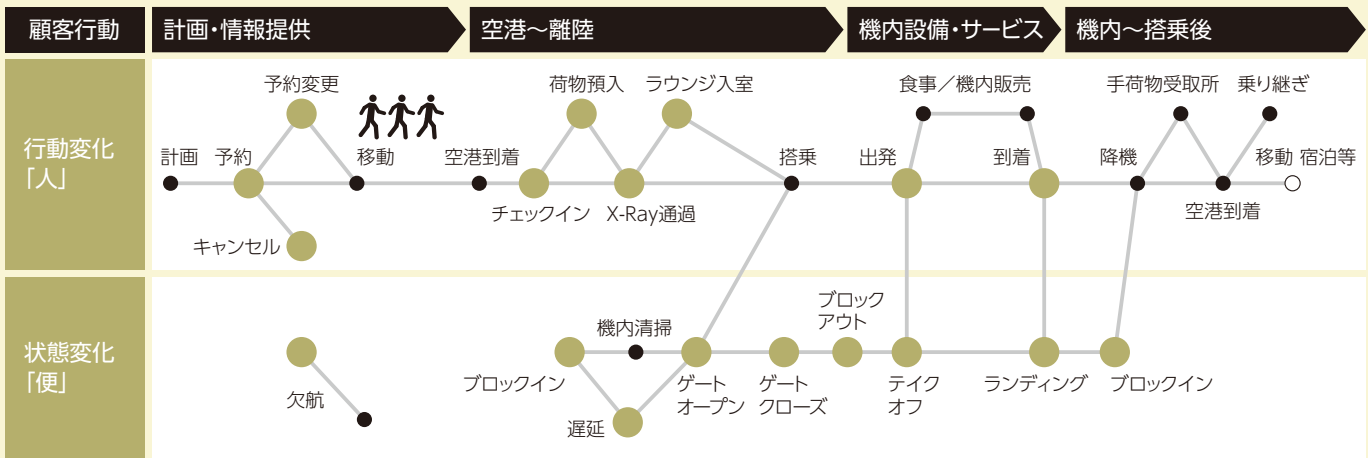 顧客行動
計画・情報提供
空港～離陸
機内設備・サービス
機内～搭乗後
行動変化
「人」
予約変更
荷物預入
ラウンジ入室
食事／機内販売
手荷物受取所
乗り継ぎ
計画
予約
移動
空港到着
搭乗
出発
到着
降機
移動
宿泊等
チェックイン
X-Ray通過
空港到着
キャンセル
状態変化
「便」
ブロック
アウト
機内清掃
欠航
ブロックイン
遅延
ゲート
オープン
ゲート
クローズ
テイク
オフ
ランディング
ブロックイン